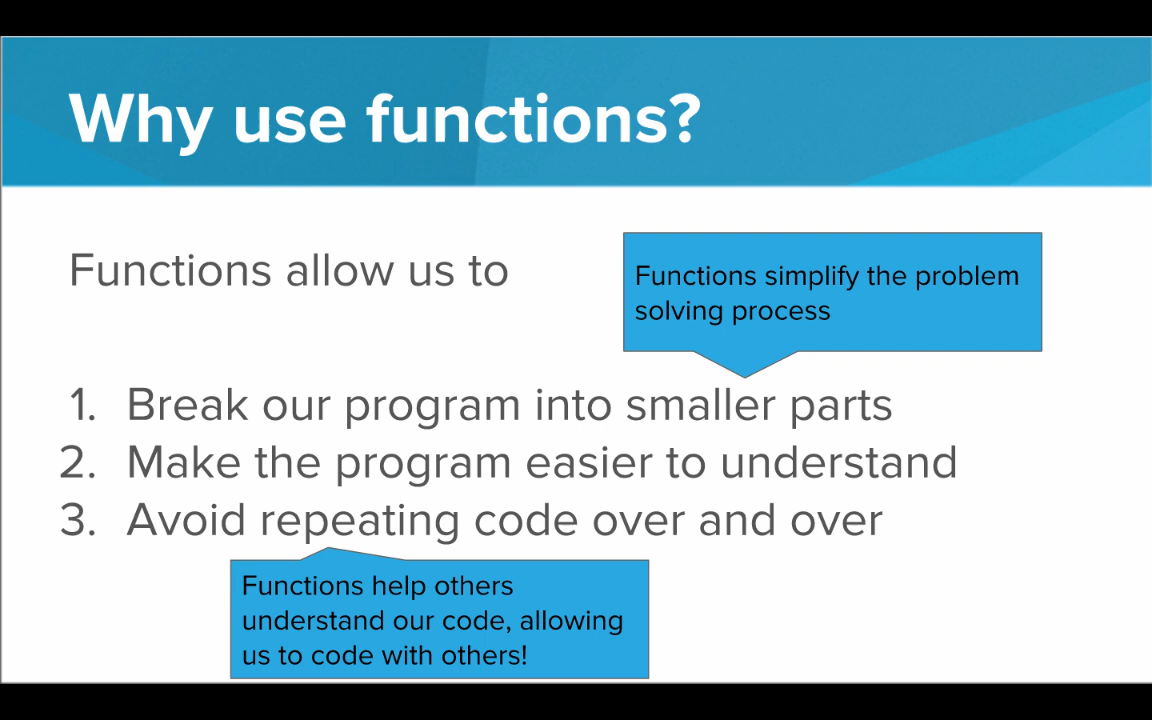 Why use functions?
Functions allow us to
Functions simplify the problem
solving process
1. Break our program into smaller parts
2. Make the program easier to understand
3. Avoid repeating code over and over
Functions help others
understand our code, allowing
us to code with others!